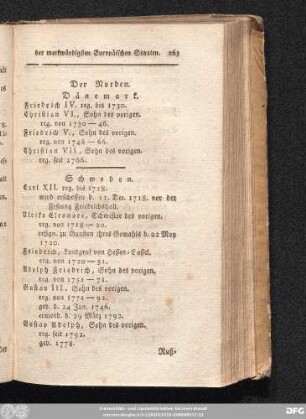 der merkwürdigsten Europäischen Staaten. 263
Der Norden.
Dänemark.
Friedrich IV. reg. bis 1730.
Christian VI., Sohn des vorigen.
reg. von 1730—46.
Friedrich V., Sohn des vorigen.
reg. von 1746—66.
Christian VII., Sohn des vorigen.
reg. seit 1766.
Schweden.
Carl XII. reg. bis 1718.
wird erschossen d. 11. Dec. 1718. vor der
Festung Friedrichshall.
Ulrike Eleonore, Schwester des vorigen.
reg. von 1718—20.
resign. zu Gunsten ihres Gemahls d. 22 May
1720.
Friedrich, Landgraf von Hessen-Cassel.
reg. von 1720—51.
Adolph Friedrich, Sohn des vorigen.
reg. von 1751—71.
Gustav III., Sohn des vorigen.
reg. von 1771—92.
geb. d. 24 Jan. 1746.
ermord. d. 29 März 1792.
Gustav Adolph, Sohn des vorigen.
reg. seit 1792.
geb. 1778.
Ruß-